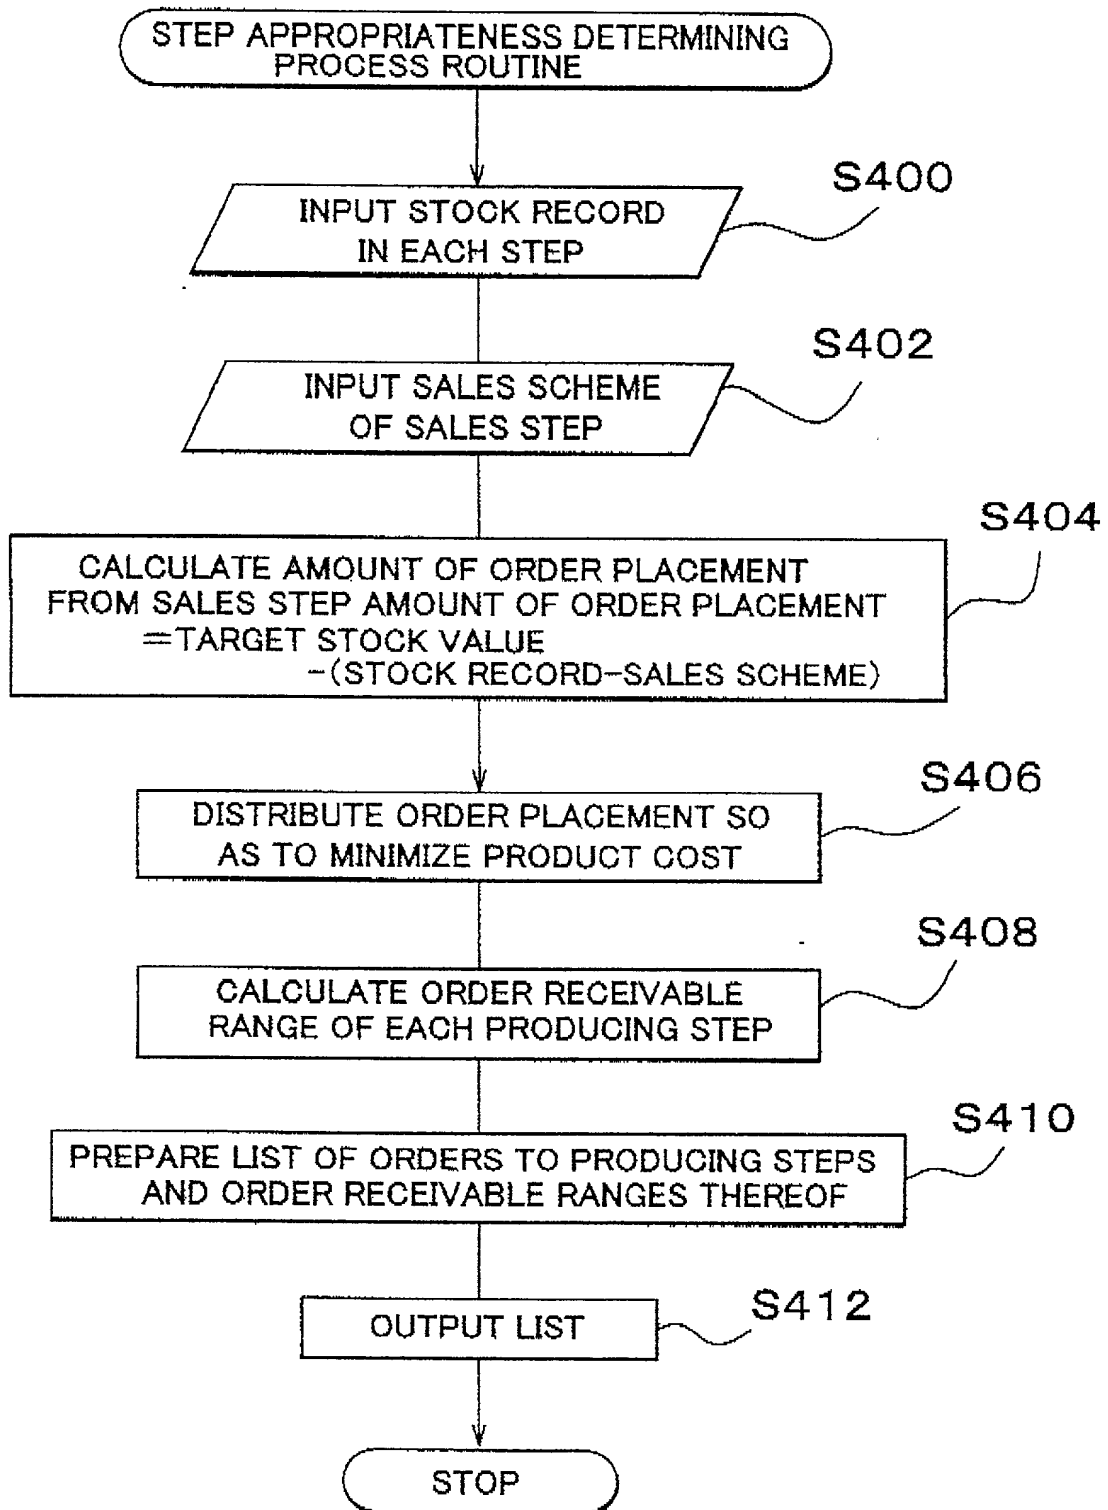 STEP APPROPRIATENESS DETERMINING
PROCESS ROUTINE
S400
INPUT STOCK RECORD
IN EACH STEP
S402
INPUT SALES SCHEME
OF SALES STEP
S404
CALCULATE AMOUNT OF ORDER PLACEMENT
FROM SALES STEP AMOUNT OF ORDER PLACEMENT
=TARGET STOCK VALUE
-(STOCK RECORD-SALES SCHEME)
S406
DISTRIBUTE ORDER PLACEMENT SO
AS TO MINIMIZE PRODUCT COST
S408
CALCULATE ORDER RECEIVABLE
RANGE OF EACH PRODUCING STEP
S410
PREPARE LIST OF ORDERS TO PRODUCING STEPS
AND ORDER RECEIVABLE RANGES THEREOF
S412
OUTPUT LIST
STOP